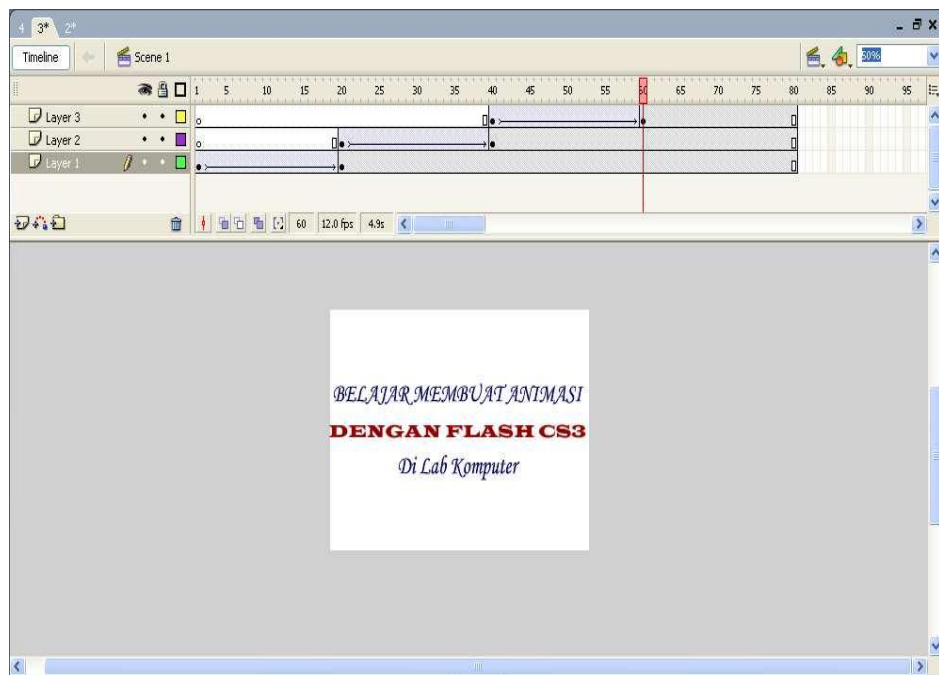 4 3* 2*
Timeline Scene 1 50%
1 5 10 15 20 25 30 35 40 45 50 55 60 65 70 75 80 85 90 95
Layer 3
Layer 2
Layer 1
60 12.0 fps 4.9s
BELAJAR MEMBUAT ANIMASI
DENGAN FLASH CS3
Di Lab Komputer